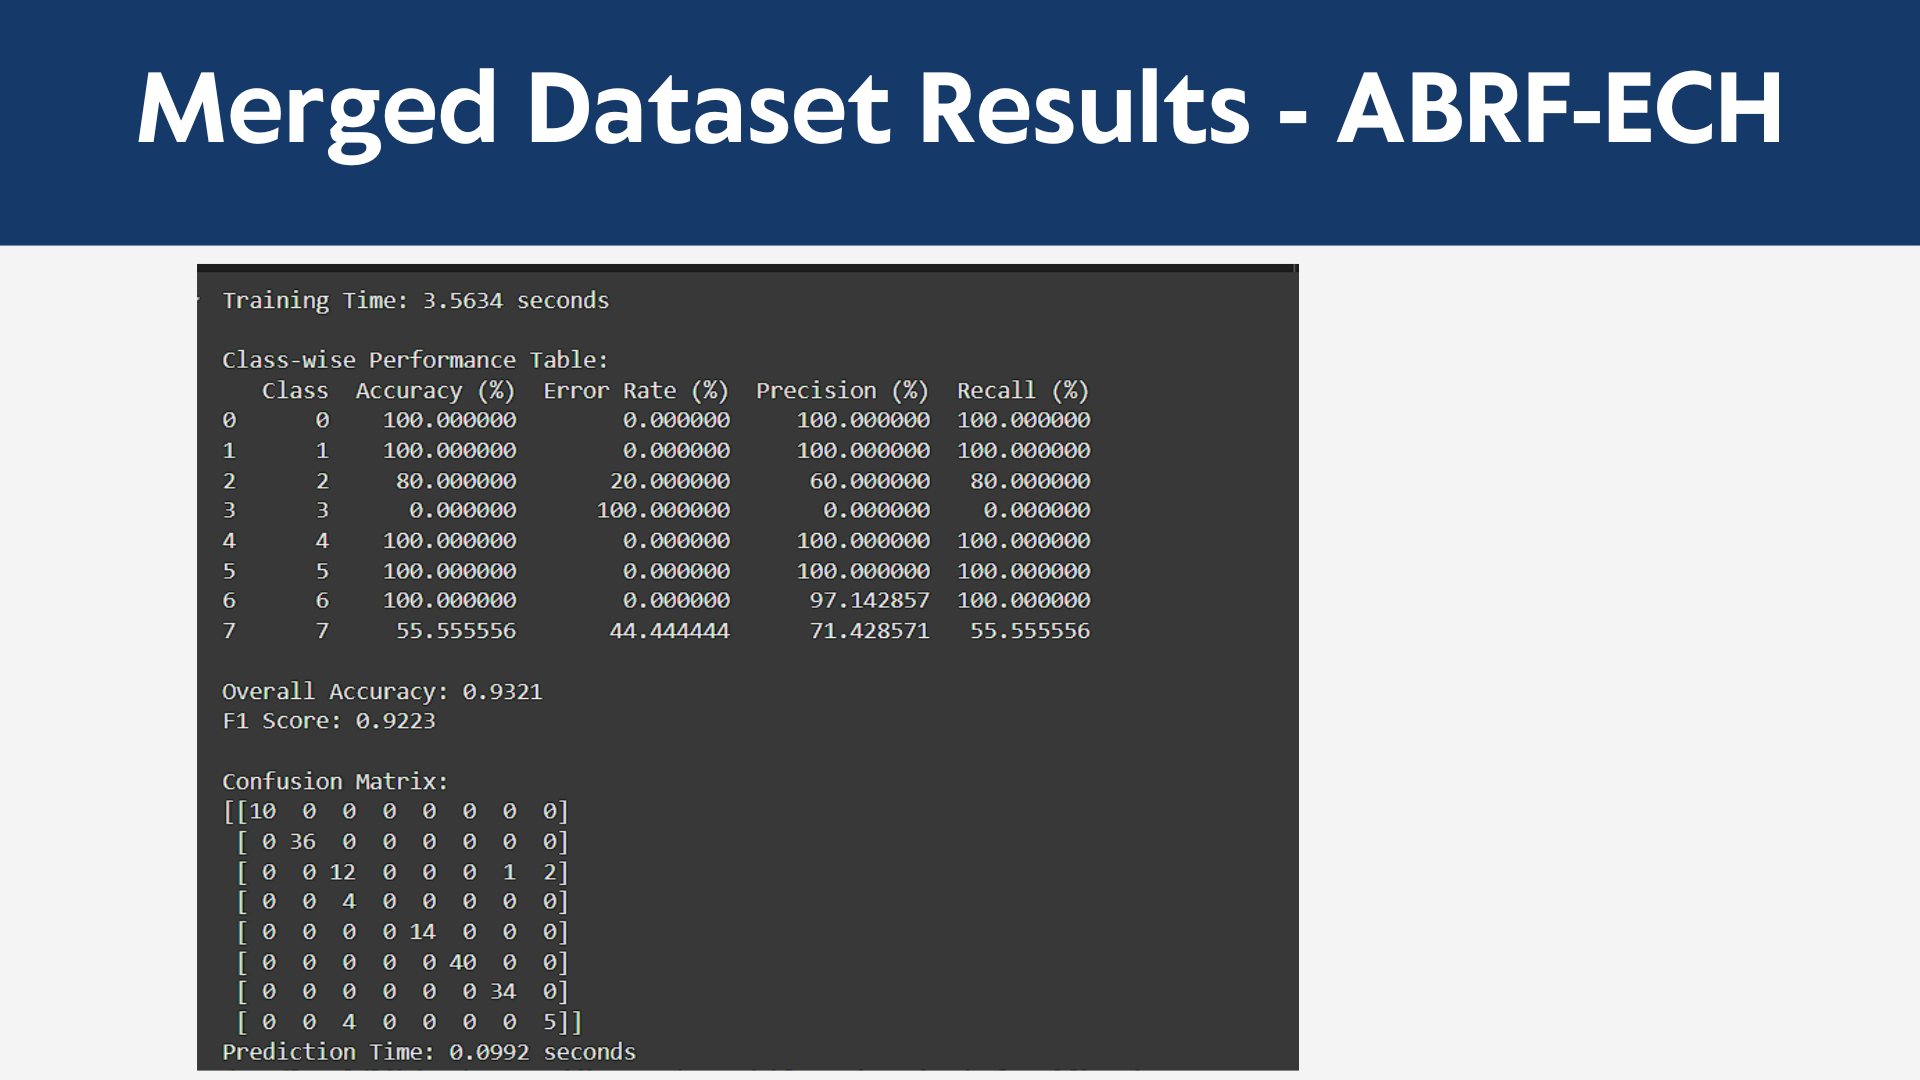 Merged Dataset Results - ABRF-ECH
Training Time: 3.5634 seconds
Class-wise Performance Table:
Class Accuracy (%) Error Rate (%) Precision (%) Recall (%)
0 0 100.000000 0.000000 100.000000 100.000000
1 1 100.000000 0.000000 100.000000 100.000000
2 2 80.000000 20.000000 60.000000 80.000000
3 3 0.000000 100.000000 0.000000 0.000000
4 4 100.000000 0.000000 100.000000 100.000000
5 5 100.000000 0.000000 100.000000 100.000000
6 6 100.000000 0.000000 97.142857 100.000000
7 7 55.555556 44.444444 71.428571 55.555556
Overall Accuracy: 0.9321
F1 Score: 0.9223
Confusion Matrix:
[[10 0 0 0 0 0 0 0]
[ 0 36 0 0 0 0 0 0]
[ 0 0 12 0 0 0 1 2]
[ 0 0 4 0 0 0 0 0]
[ 0 0 0 0 14 0 0 0]
[ 0 0 0 0 0 40 0 0]
[ 0 0 0 0 0 0 34 0]
[ 0 0 4 0 0 0 0 5]]
Prediction Time: 0.0992 seconds